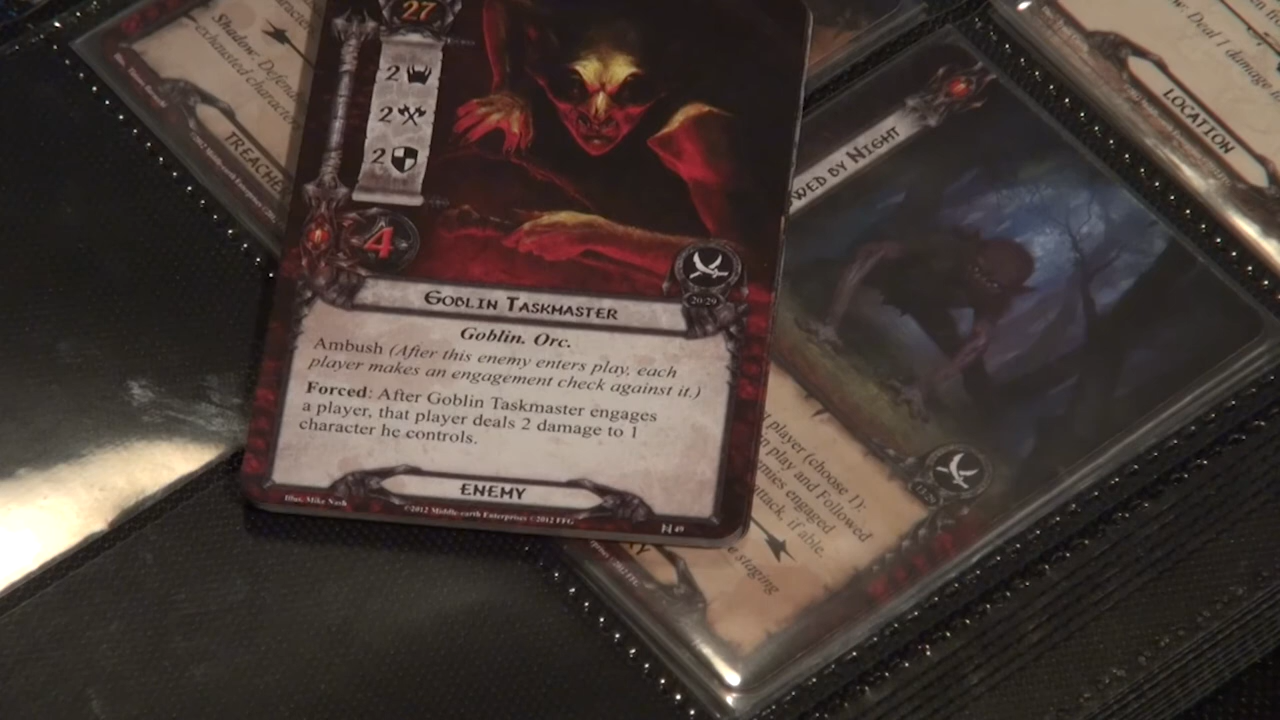 27
2
2
2
4
20/29
GOBLIN TASKMASTER
Goblin. Orc.
Ambush (After this enemy enters play, each
player makes an engagement check against it.)
Forced: After Goblin Taskmaster engages
a player, that player deals 2 damage to 1
character he controls.
ENEMY
Illus. Mike Nash
©2012 Middle-earth Enterprises ©2012 FFG
49
Shadow: Defend
exhausted character
TREACHE
WED BY NIGHT
player (choose 1):
play and Followed
engaged
attack, if able.
staging
Deal 1 damage
LOCATION